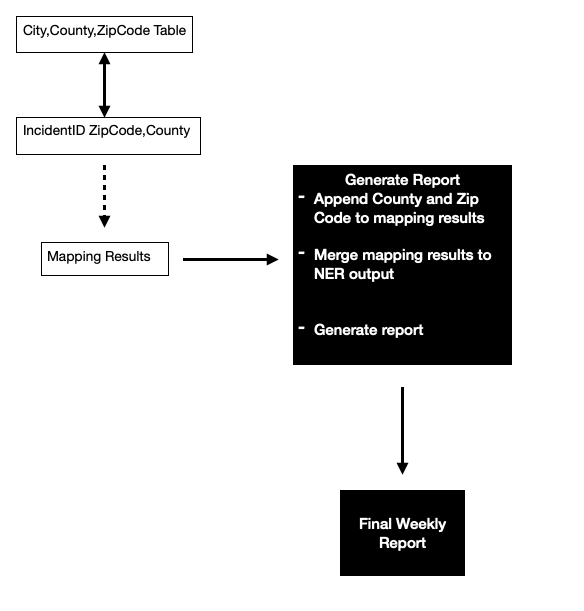 City,County,ZipCode Table
IncidentID ZipCode,County
Mapping Results
Generate Report
- Append County and Zip
Code to mapping results
- Merge mapping results to
NER output
- Generate report
Final Weekly
Report